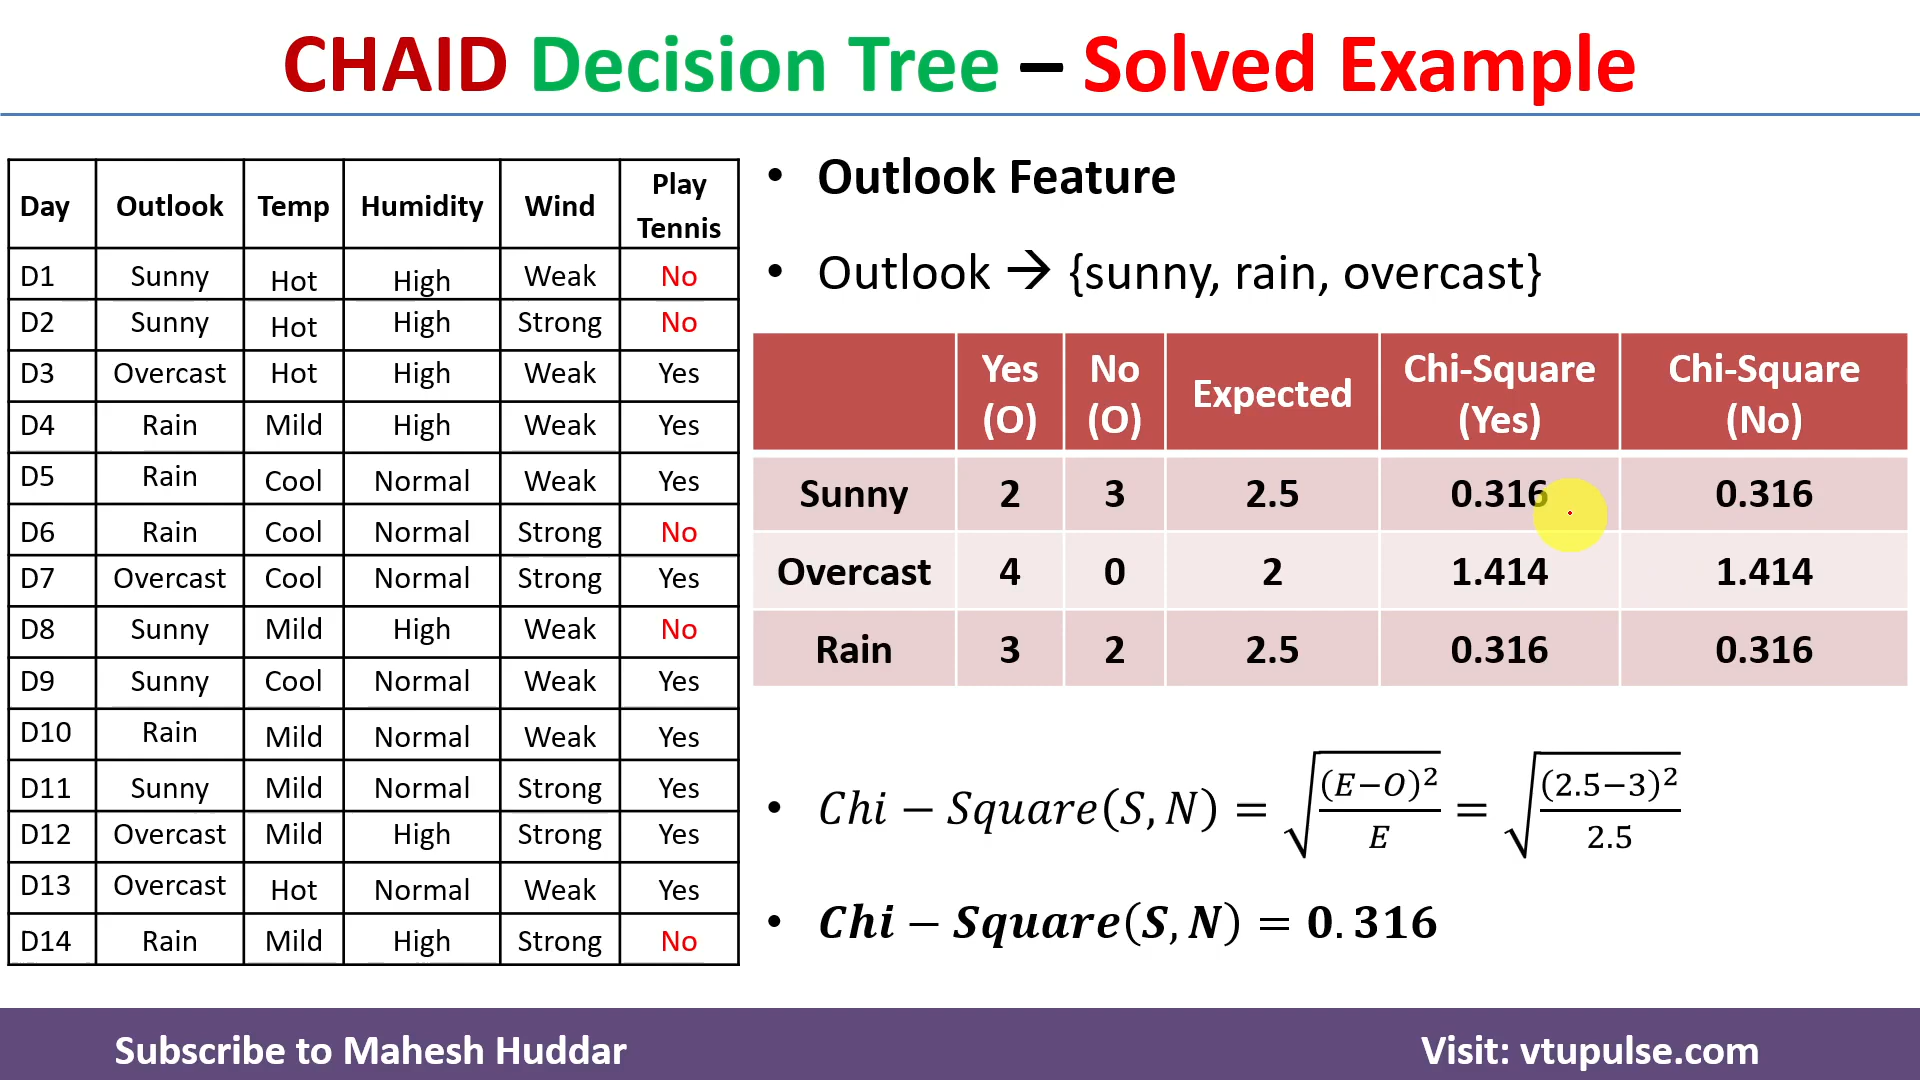 CHAID Decision Tree – Solved Example
Day Outlook Temp Humidity Wind Play Tennis
D1 Sunny Hot High Weak No
D2 Sunny Hot High Strong No
D3 Overcast Hot High Weak Yes
D4 Rain Mild High Weak Yes
D5 Rain Cool Normal Weak Yes
D6 Rain Cool Normal Strong No
D7 Overcast Cool Normal Strong Yes
D8 Sunny Mild High Weak No
D9 Sunny Cool Normal Weak Yes
D10 Rain Mild Normal Weak Yes
D11 Sunny Mild Normal Strong Yes
D12 Overcast Mild High Strong Yes
D13 Overcast Hot Normal Weak Yes
D14 Rain Mild High Strong No
• Outlook Feature
• Outlook → {sunny, rain, overcast}
Yes (O) No (O) Expected Chi-Square (Yes) Chi-Square (No)
Sunny 2 3 2.5 0.316 0.316
Overcast 4 0 2 1.414 1.414
Rain 3 2 2.5 0.316 0.316
• Chi − Square(S, N) = √((E−O)²/E) = √((2.5−3)²/2.5)
• Chi − Square(S, N) = 0.316
Subscribe to Mahesh Huddar
Visit: vtupulse.com